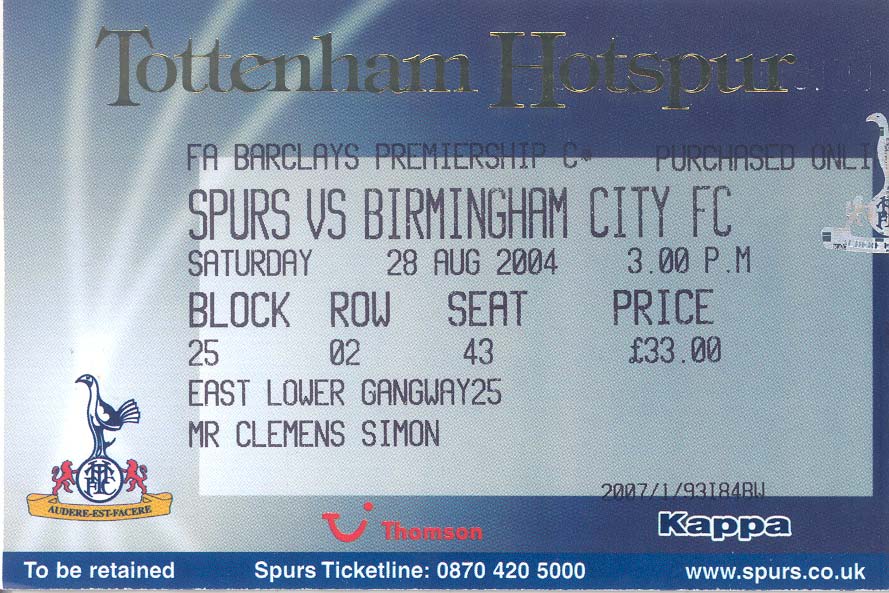 Tottenham Hotspur
FA BARCLAYS PREMIERSHIP C* PURCHASED ONLI
SPURS VS BIRMINGHAM CITY FC
SATURDAY 28 AUG 2004 3.00 P.M
BLOCK ROW SEAT PRICE
25 02 43 £33.00
EAST LOWER GANGWAY25
MR CLEMENS SIMON
AUDERE-EST-FACERE
2007/1/93184BW
Thomson
Kappa
To be retained Spurs Ticketline: 0870 420 5000 www.spurs.co.uk